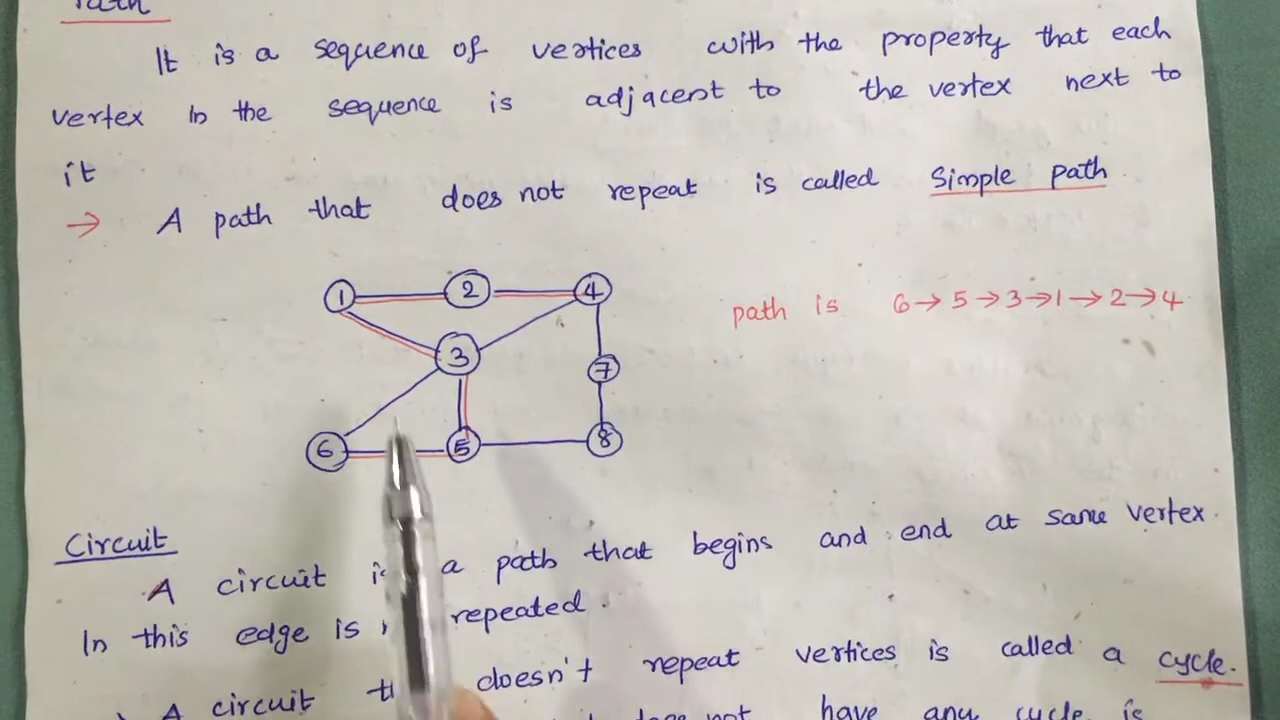 Path
It is a sequence of vertices with the property that each
vertex in the sequence is adjacent to the vertex next to
it
→ A path that does not repeat is called Simple path
1 2 4
path is 6→5→3→1→2→4
3
7
6 5 8
Circuit
A circuit is a path that begins and end at same vertex.
In this edge is repeated.
A circuit doesn't repeat vertices is called a cycle.
does not have any cycle is